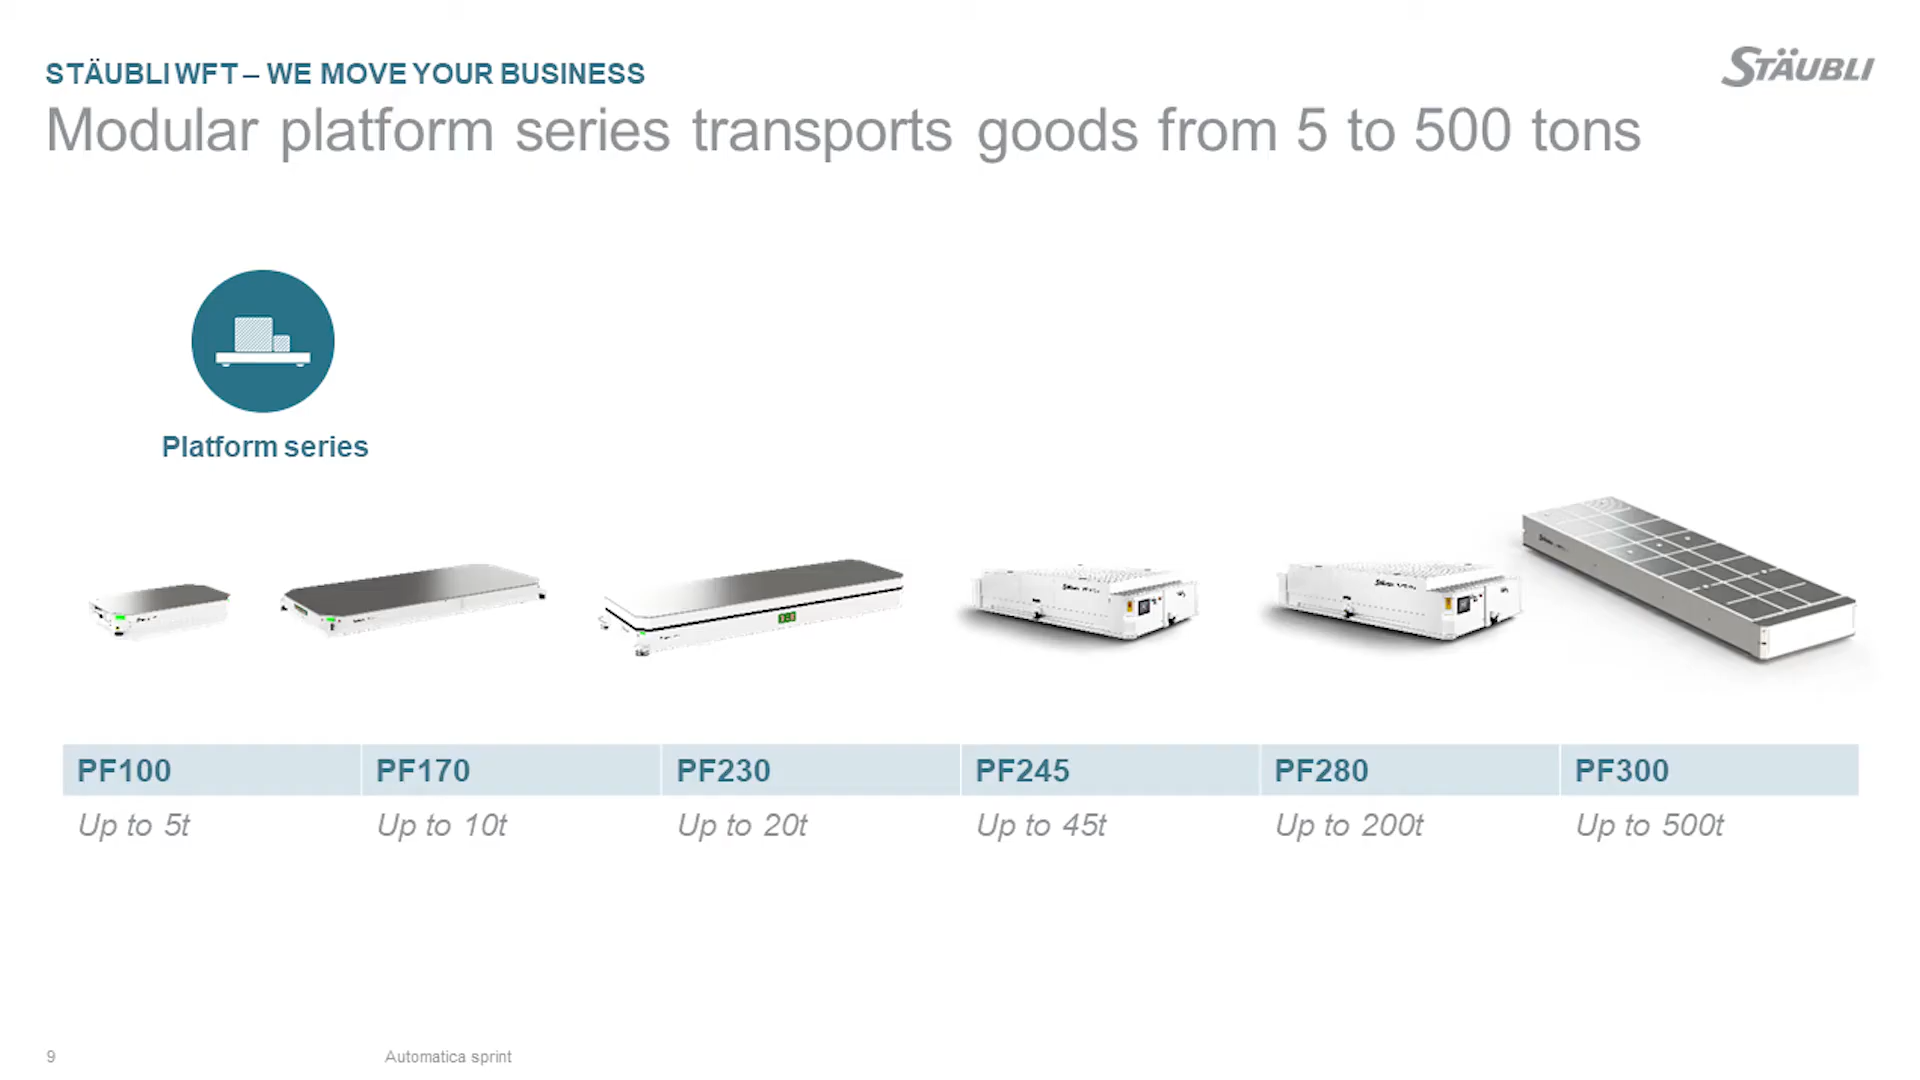 STÄUBLI WFT – WE MOVE YOUR BUSINESS
STÄUBLI
Modular platform series transports goods from 5 to 500 tons
Platform series
PF100 PF170 PF230 PF245 PF280 PF300
Up to 5t Up to 10t Up to 20t Up to 45t Up to 200t Up to 500t
9 Automatica sprint